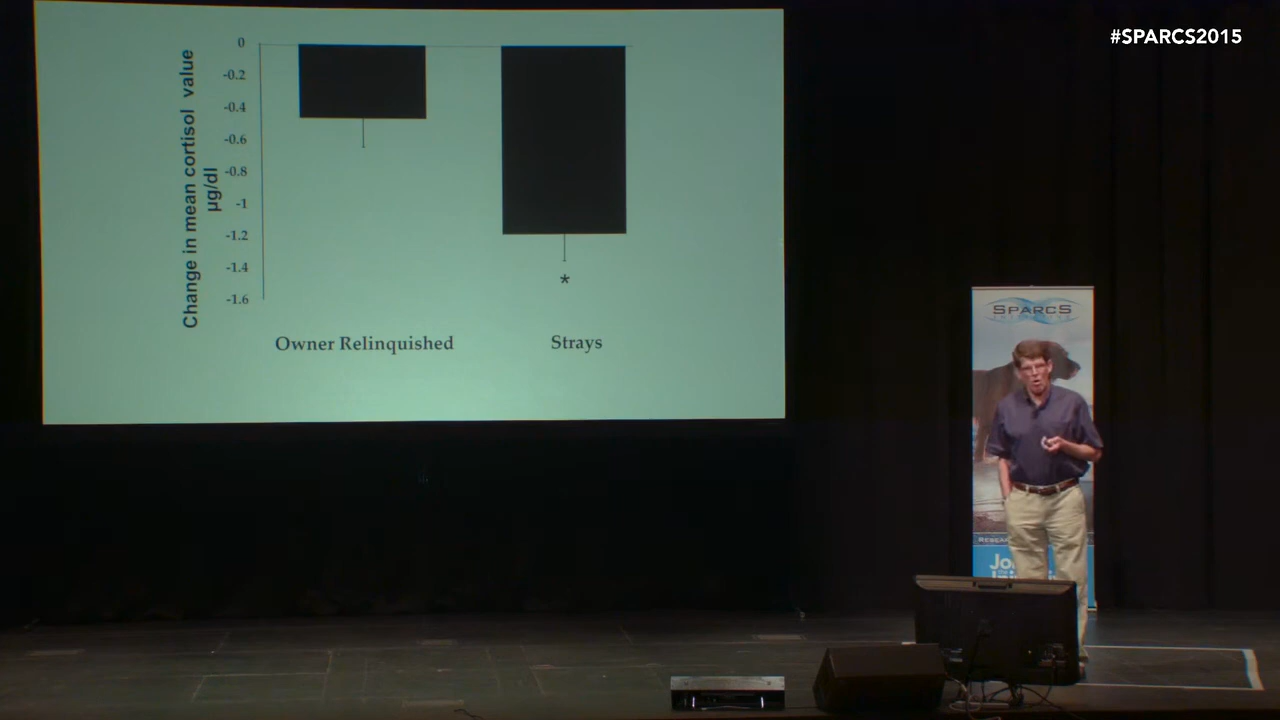 #SPARCS2015
0
-0.2
-0.4
-0.6
-0.8
-1
-1.2
-1.4
-1.6
Change in mean cortisol value
µg/dl
*
Owner Relinquished
Strays
SPARCS